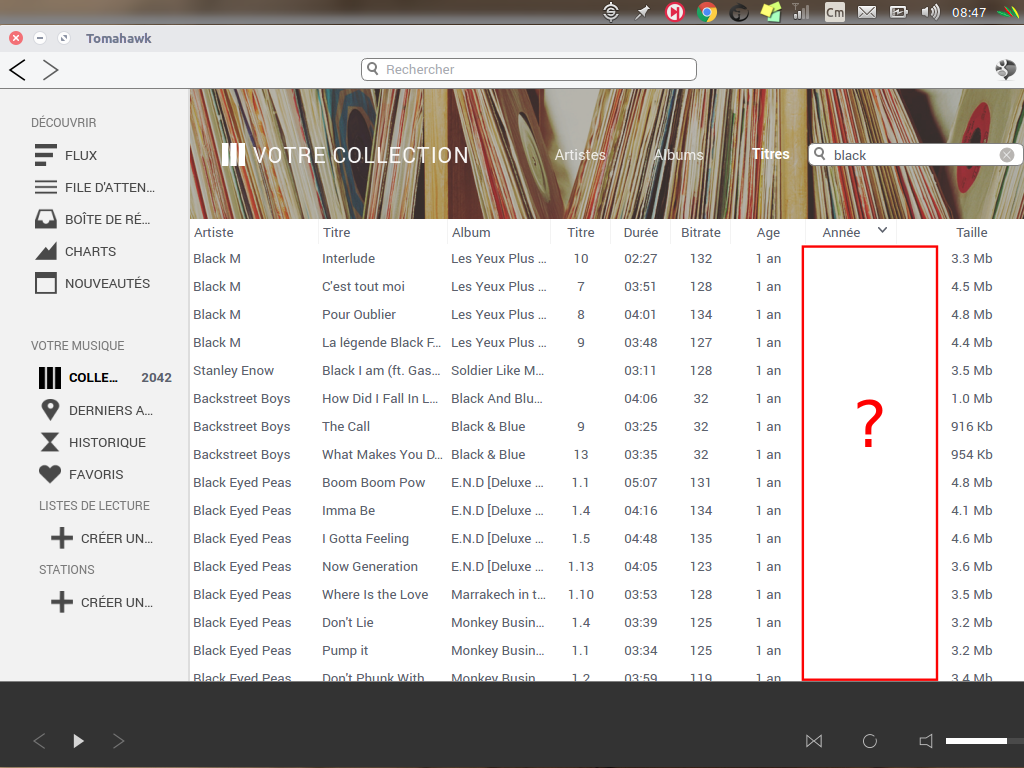 Cm 08:47
Tomahawk
Rechercher
DÉCOUVRIR
FLUX
FILE D'ATTEN...
BOÎTE DE RÉ...
CHARTS
NOUVEAUTÉS
VOTRE MUSIQUE
COLLE... 2042
DERNIERS A...
HISTORIQUE
FAVORIS
LISTES DE LECTURE
CRÉER UN...
STATIONS
CRÉER UN...
VOTRE COLLECTION Artistes Albums Titres black
Artiste Titre Album Titre Durée Bitrate Age Année Taille
Black M Interlude Les Yeux Plus ... 10 02:27 132 1 an 3.3 Mb
Black M C'est tout moi Les Yeux Plus ... 7 03:51 128 1 an 4.5 Mb
Black M Pour Oublier Les Yeux Plus ... 8 04:01 134 1 an 4.8 Mb
Black M La légende Black F... Les Yeux Plus ... 9 03:48 127 1 an 4.4 Mb
Stanley Enow Black I am (ft. Gas... Soldier Like M... 03:11 128 1 an 3.5 Mb
Backstreet Boys How Did I Fall In L... Black And Blu... 04:06 32 1 an 1.0 Mb
Backstreet Boys The Call Black & Blue 9 03:25 32 1 an 916 Kb
Backstreet Boys What Makes You D... Black & Blue 13 03:35 32 1 an 954 Kb
Black Eyed Peas Boom Boom Pow E.N.D [Deluxe ... 1.1 05:07 131 1 an 4.8 Mb
Black Eyed Peas Imma Be E.N.D [Deluxe ... 1.4 04:16 134 1 an 4.1 Mb
Black Eyed Peas I Gotta Feeling E.N.D [Deluxe ... 1.5 04:48 135 1 an 4.6 Mb
Black Eyed Peas Now Generation E.N.D [Deluxe ... 1.13 04:05 123 1 an 3.6 Mb
Black Eyed Peas Where Is the Love Marrakech in t... 1.10 03:53 128 1 an 3.5 Mb
Black Eyed Peas Don't Lie Monkey Busin... 1.4 03:39 125 1 an 3.2 Mb
Black Eyed Peas Pump it Monkey Busin... 1.1 03:34 125 1 an 3.2 Mb
Black Eyed Peas Don't Phunk With Monkey Busin 1.2 03:59 119 1 an 3.4 Mb
?